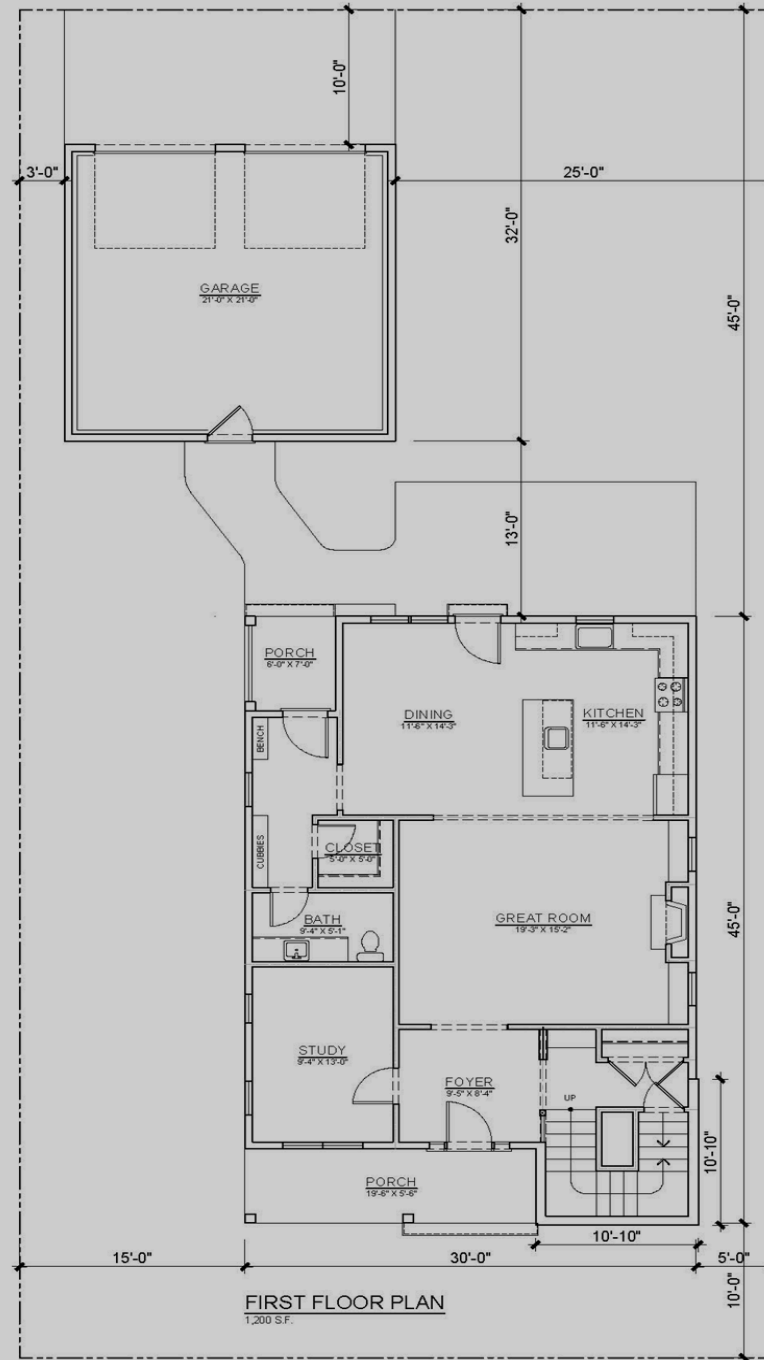 10'-0"
3'-0"
25'-0"
32'-0"
45'-0"
GARAGE
21'-0" X 21'-0"
13'-0"
PORCH
6'-0" X 7'-0"
DINING
11'-6" X 14'-3"
KITCHEN
11'-6" X 14'-3"
BENCH
CUBBIES
CLOSET
5'-0" X 5'-0"
BATH
9'-4" X 5'-1"
GREAT ROOM
19'-3" X 15'-2"
45'-0"
STUDY
9'-4" X 13'-0"
FOYER
9'-5" X 8'-4"
UP
10'-10"
PORCH
19'-6" X 5'-6"
10'-10"
15'-0"
30'-0"
5'-0"
10'-0"
FIRST FLOOR PLAN
1,200 S.F.